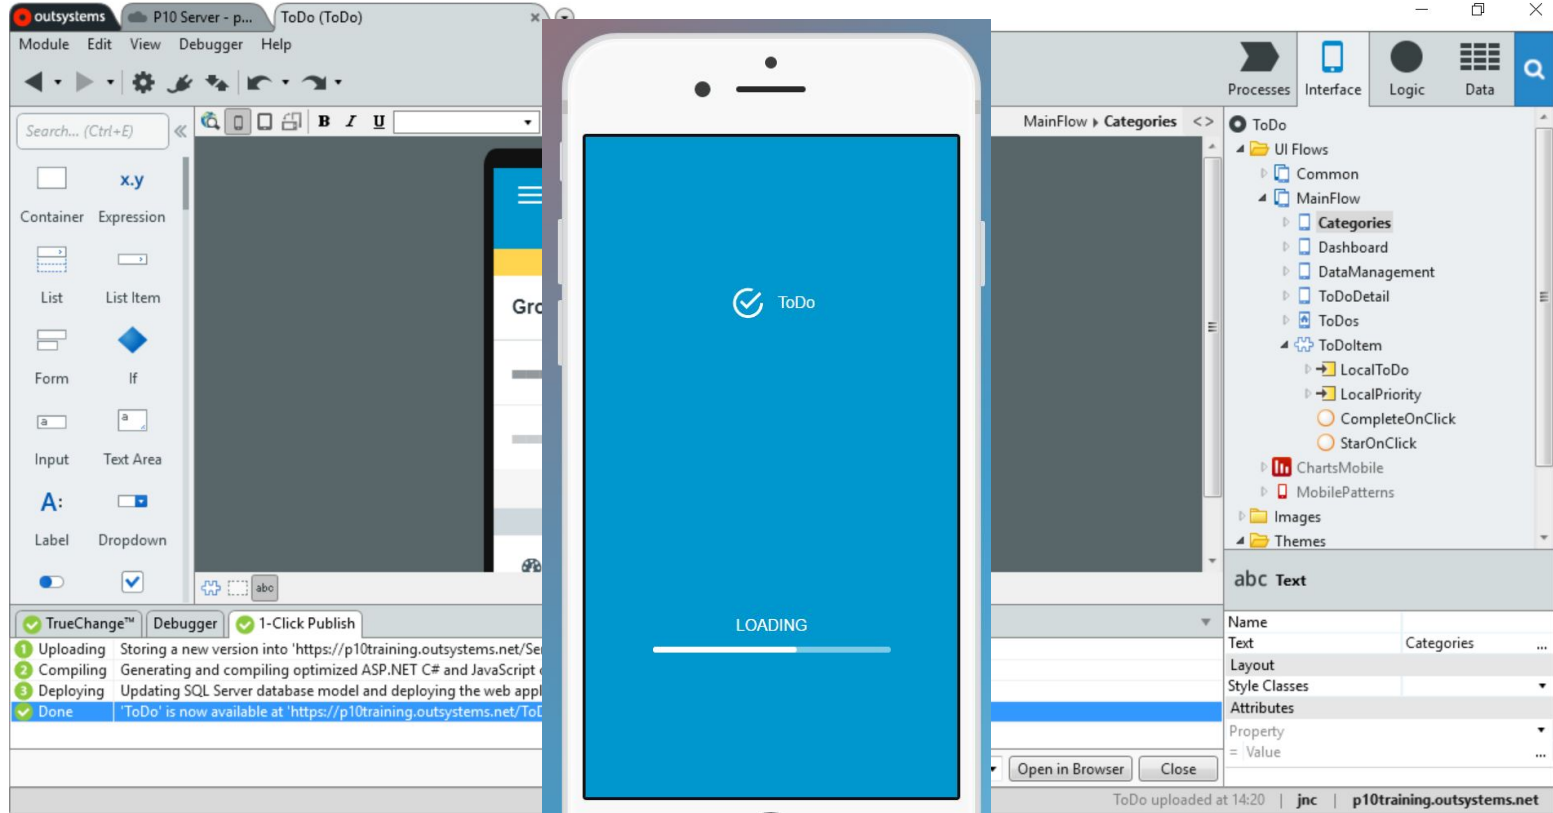 outsystems
P10 Server - p...
ToDo (ToDo)
Module Edit View Debugger Help
Processes Interface Logic Data
Search... (Ctrl+E)
B I U
MainFlow Categories <>
x.y
Container Expression
List List Item
Form If
a a
Input Text Area
A:
Label Dropdown
Gro
abc
ToDo
LOADING
ToDo
UI Flows
Common
MainFlow
Categories
Dashboard
DataManagement
ToDoDetail
ToDos
ToDoItem
LocalToDo
LocalPriority
CompleteOnClick
StarOnClick
ChartsMobile
MobilePatterns
Images
Themes
abc Text
Name
Text Categories ...
Layout
Style Classes
Attributes
Property
= Value ...
TrueChange™ Debugger 1-Click Publish
1 Uploading Storing a new version into 'https://p10training.outsystems.net/Se
2 Compiling Generating and compiling optimized ASP.NET C# and JavaScript
3 Deploying Updating SQL Server database model and deploying the web appl
Done 'ToDo' is now available at 'https://p10training.outsystems.net/ToD
Open in Browser Close
ToDo uploaded at 14:20 | jnc | p10training.outsystems.net